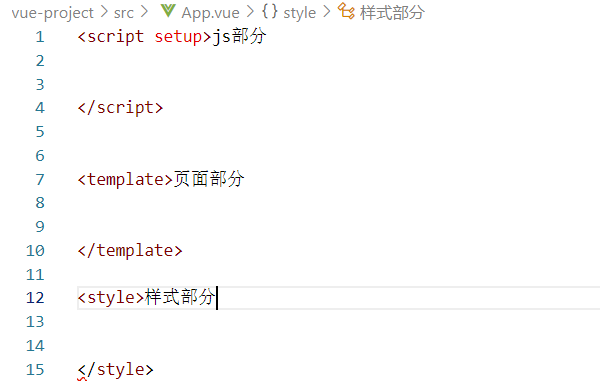 vue-project > src > App.vue > {} style > 样式部分
1 <script setup>js部分
2
3
4 </script>
5
6
7 <template>页面部分
8
9
10 </template>
11
12 <style>样式部分
13
14
15 </style>